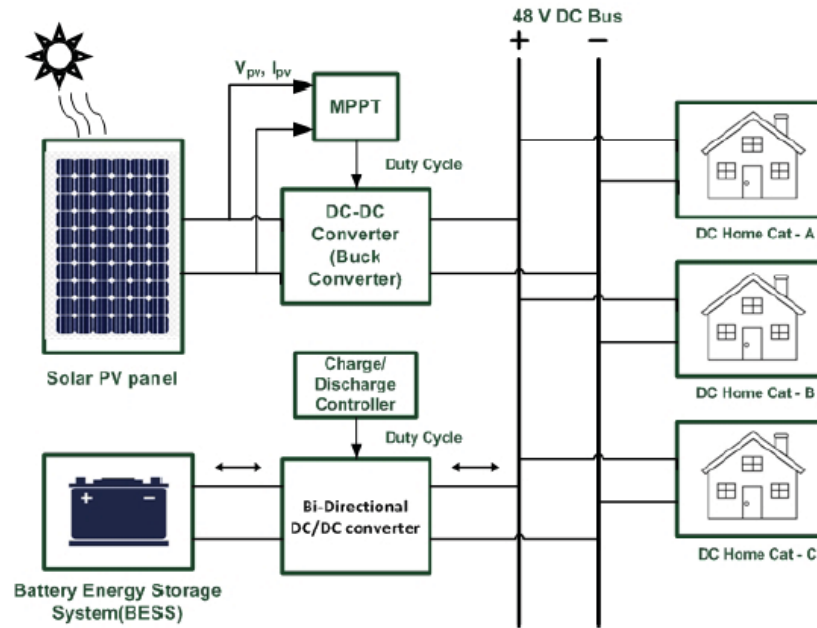 48 V DC Bus
+
−
Vpv, Ipv
MPPT
Duty Cycle
DC-DC
Converter
(Buck
Converter)
Solar PV panel
Charge/
Discharge
Controller
Duty Cycle
Bi-Directional
DC/DC converter
+ −
Battery Energy Storage
System(BESS)
DC Home Cat - A
DC Home Cat - B
DC Home Cat - C